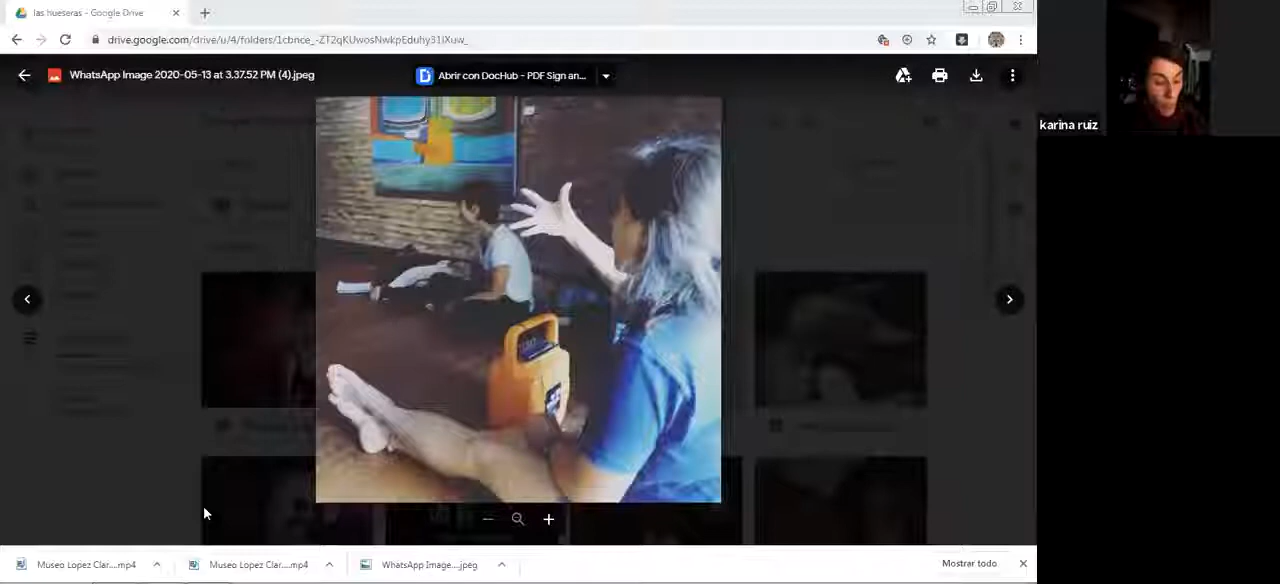 las hueseras - Google Drive
drive.google.com/drive/u/4/folders/1cbnce_-ZT2qKUwosNwkpEduhy31lXuw_
WhatsApp Image 2020-05-13 at 3.37.52 PM (4).jpeg
Abrir con DocHub - PDF Sign an...
karina ruiz
Museo Lopez Clar....mp4
Museo Lopez Clar....mp4
WhatsApp Image....jpeg
Mostrar todo